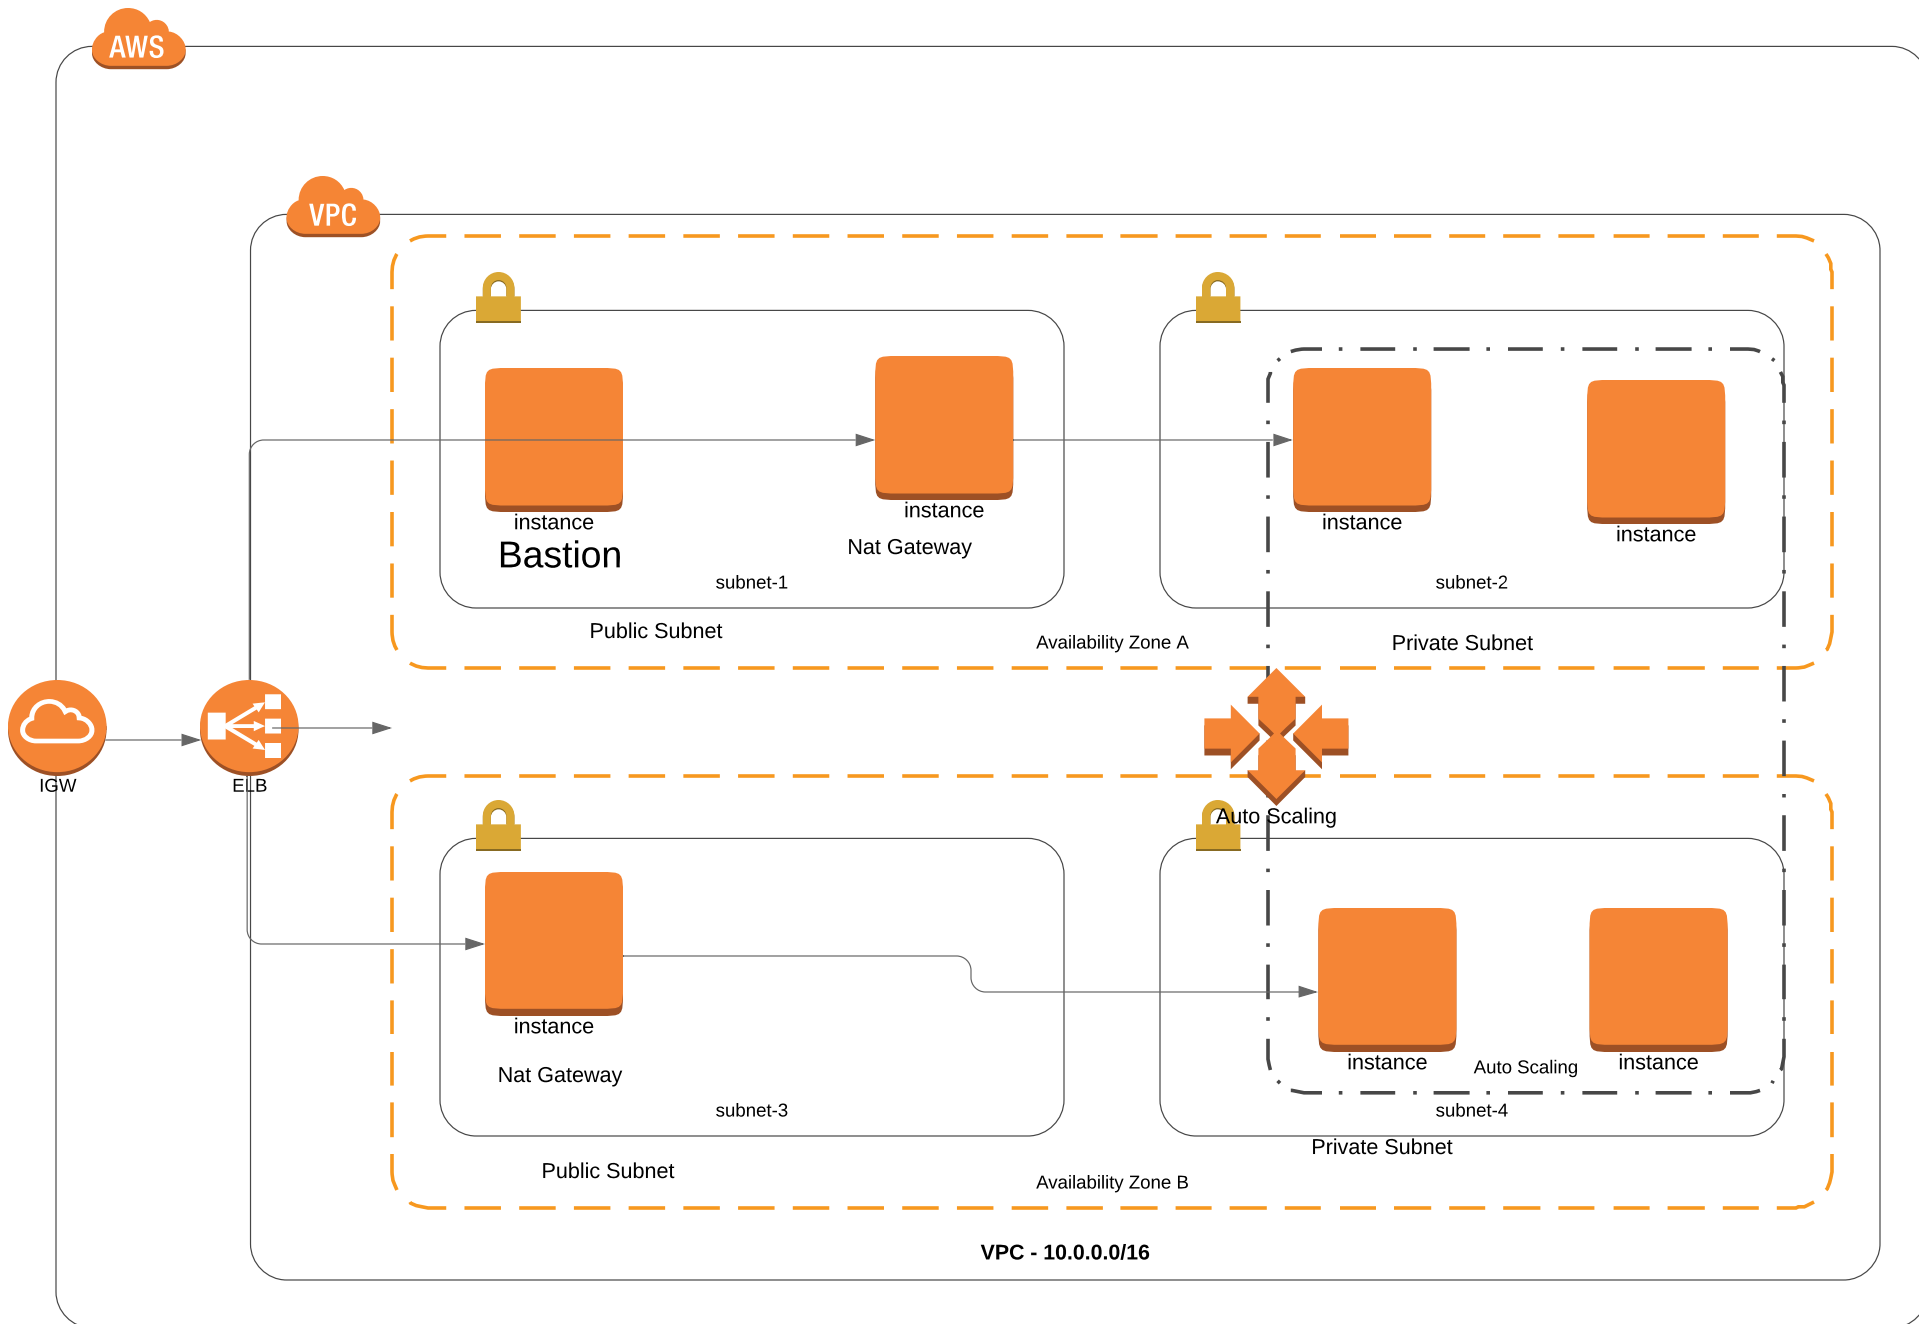 AWS
VPC
instance
Bastion
instance
Nat Gateway
subnet-1
Public Subnet
instance
instance
subnet-2
Private Subnet
Availability Zone A
IGW
ELB
Auto Scaling
instance
Nat Gateway
subnet-3
Public Subnet
instance
Auto Scaling
instance
subnet-4
Private Subnet
Availability Zone B
VPC - 10.0.0.0/16